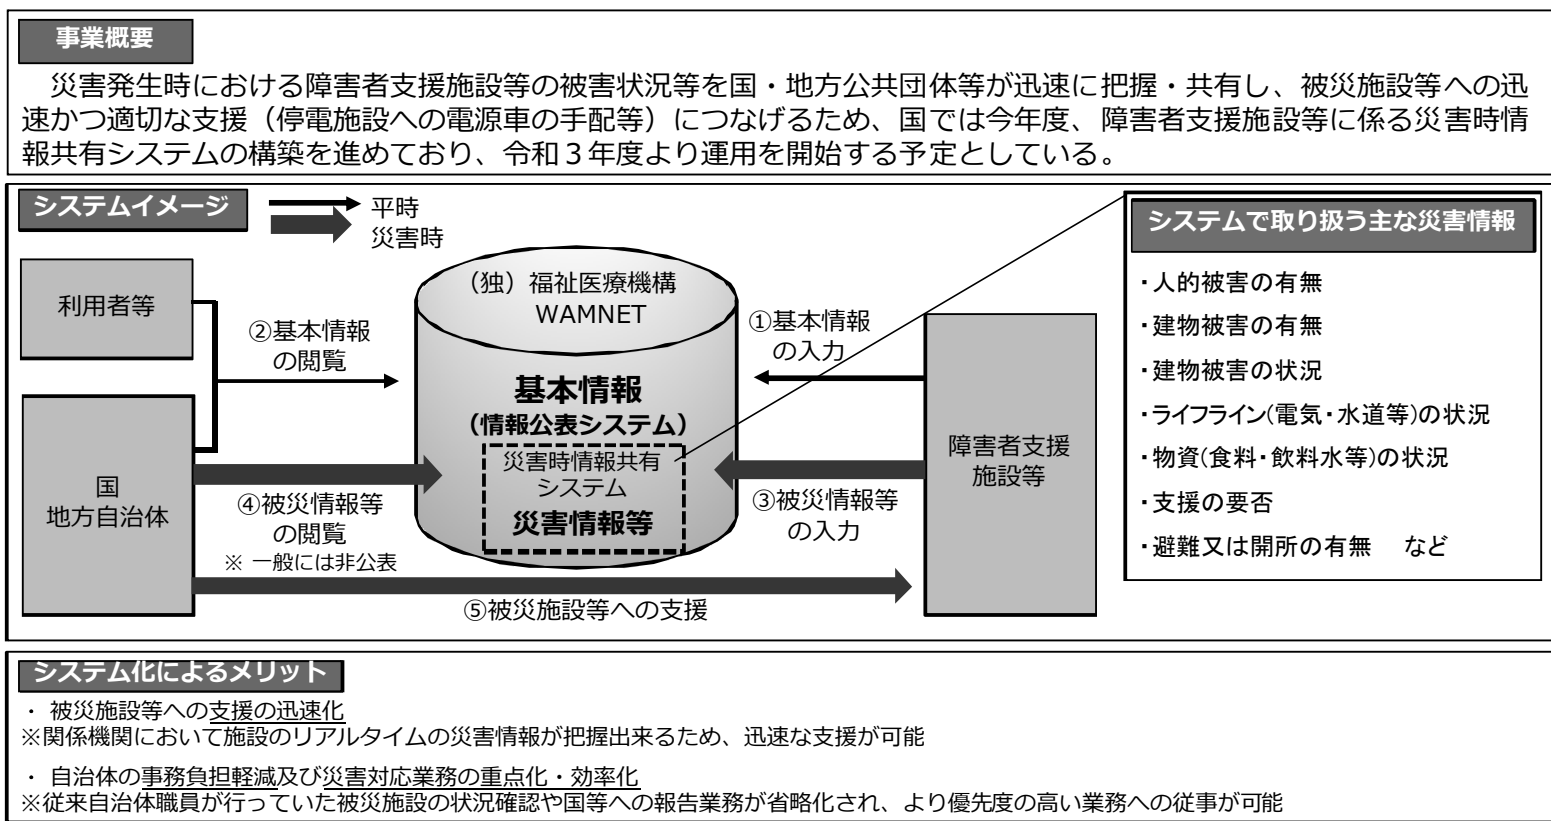 事業概要
災害発生時における障害者支援施設等の被害状況等を国・地方公共団体等が迅速に把握・共有し、被災施設等への迅
速かつ適切な支援（停電施設への電源車の手配等）につなげるため、国では今年度、障害者支援施設等に係る災害時情
報共有システムの構築を進めており、令和３年度より運用を開始する予定としている。
システムイメージ
平時
災害時
利用者等
国
地方自治体
②基本情報
の閲覧
④被災情報等
の閲覧
※ 一般には非公表
（独）福祉医療機構
WAMNET
基本情報
（情報公表システム）
災害時情報共有
システム
災害情報等
①基本情報
の入力
③被災情報等
の入力
⑤被災施設等への支援
障害者支援
施設等
システムで取り扱う主な災害情報
・人的被害の有無
・建物被害の有無
・建物被害の状況
・ライフライン(電気・水道等)の状況
・物資(食料・飲料水等)の状況
・支援の要否
・避難又は開所の有無　など
システム化によるメリット
・ 被災施設等への支援の迅速化
※関係機関において施設のリアルタイムの災害情報が把握出来るため、迅速な支援が可能
・ 自治体の事務負担軽減及び災害対応業務の重点化・効率化
※従来自治体職員が行っていた被災施設の状況確認や国等への報告業務が省略化され、より優先度の高い業務への従事が可能